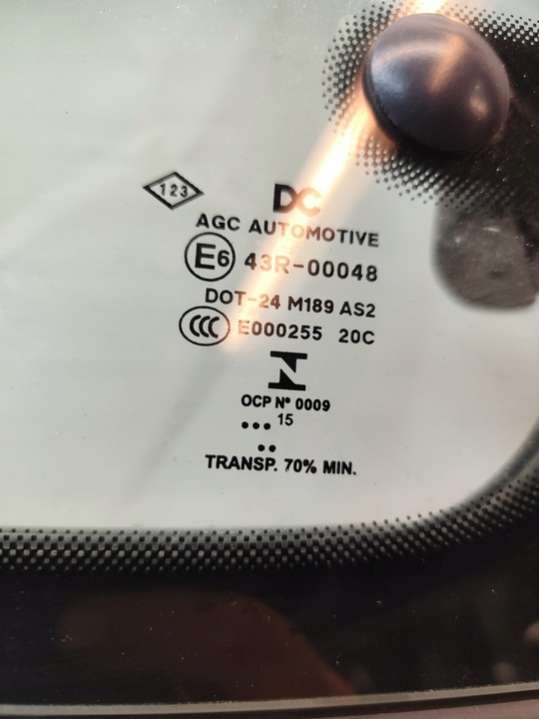 123
DC
AGC AUTOMOTIVE
E6 43R-00048
DOT-24 M189 AS2
CCC E000255 20C
N
OCP Nº 0009
... 15
..
TRANSP. 70% MIN.